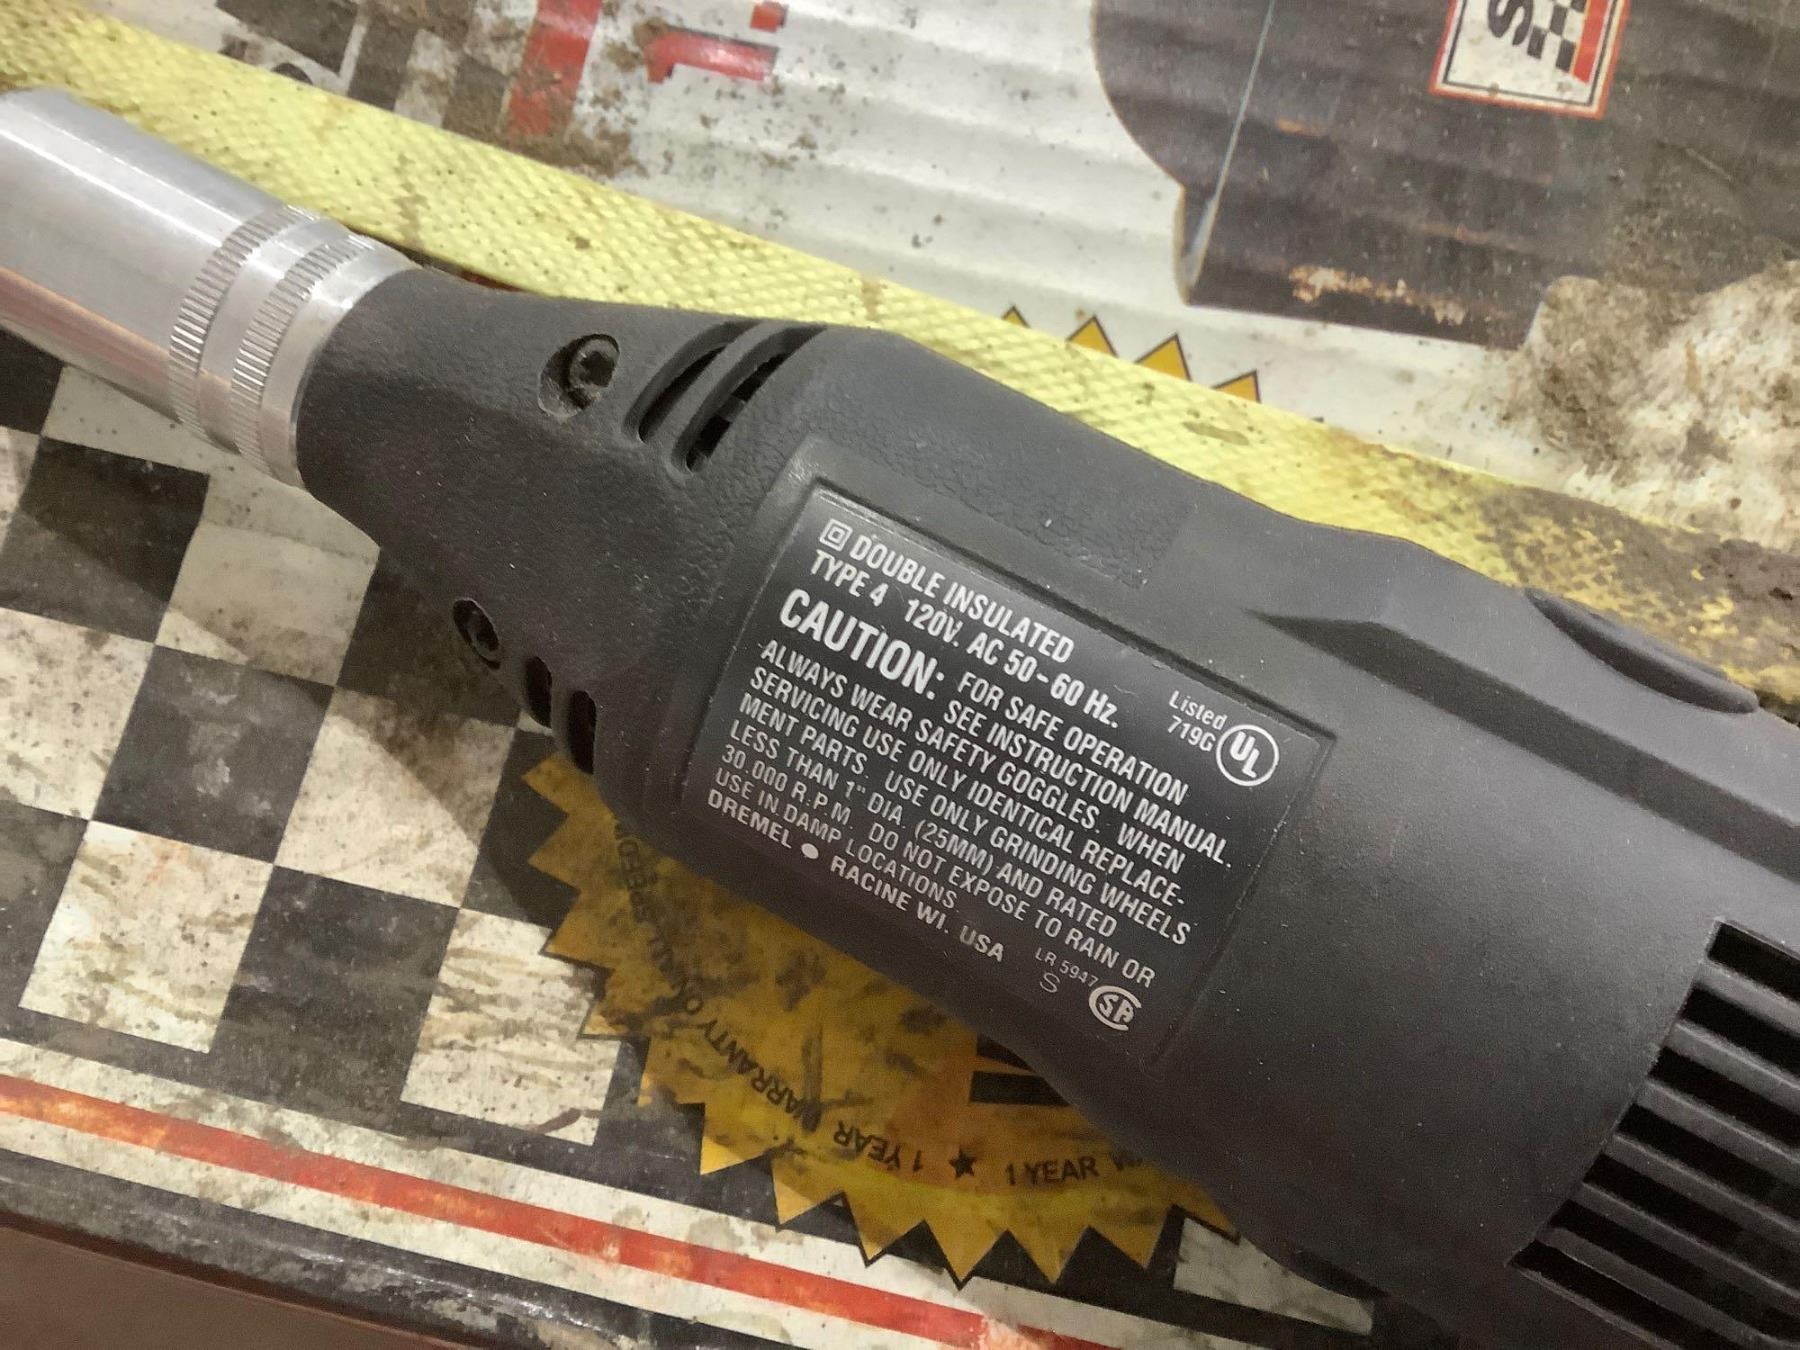 DOUBLE INSULATED
TYPE 4 120V. AC 50-60 Hz.
Listed
719G UL
CAUTION: FOR SAFE OPERATION
SEE INSTRUCTION MANUAL.
ALWAYS WEAR SAFETY GOGGLES. WHEN
SERVICING USE ONLY IDENTICAL REPLACE-
MENT PARTS. USE ONLY GRINDING WHEELS
LESS THAN 1" DIA. (25MM) AND RATED
30,000 R.P.M. DO NOT EXPOSE TO RAIN OR
USE IN DAMP LOCATIONS
DREMEL ● RACINE WI. USA
LR 5947
S
1 YEAR WARRANTY ON
★ 1 YEAR